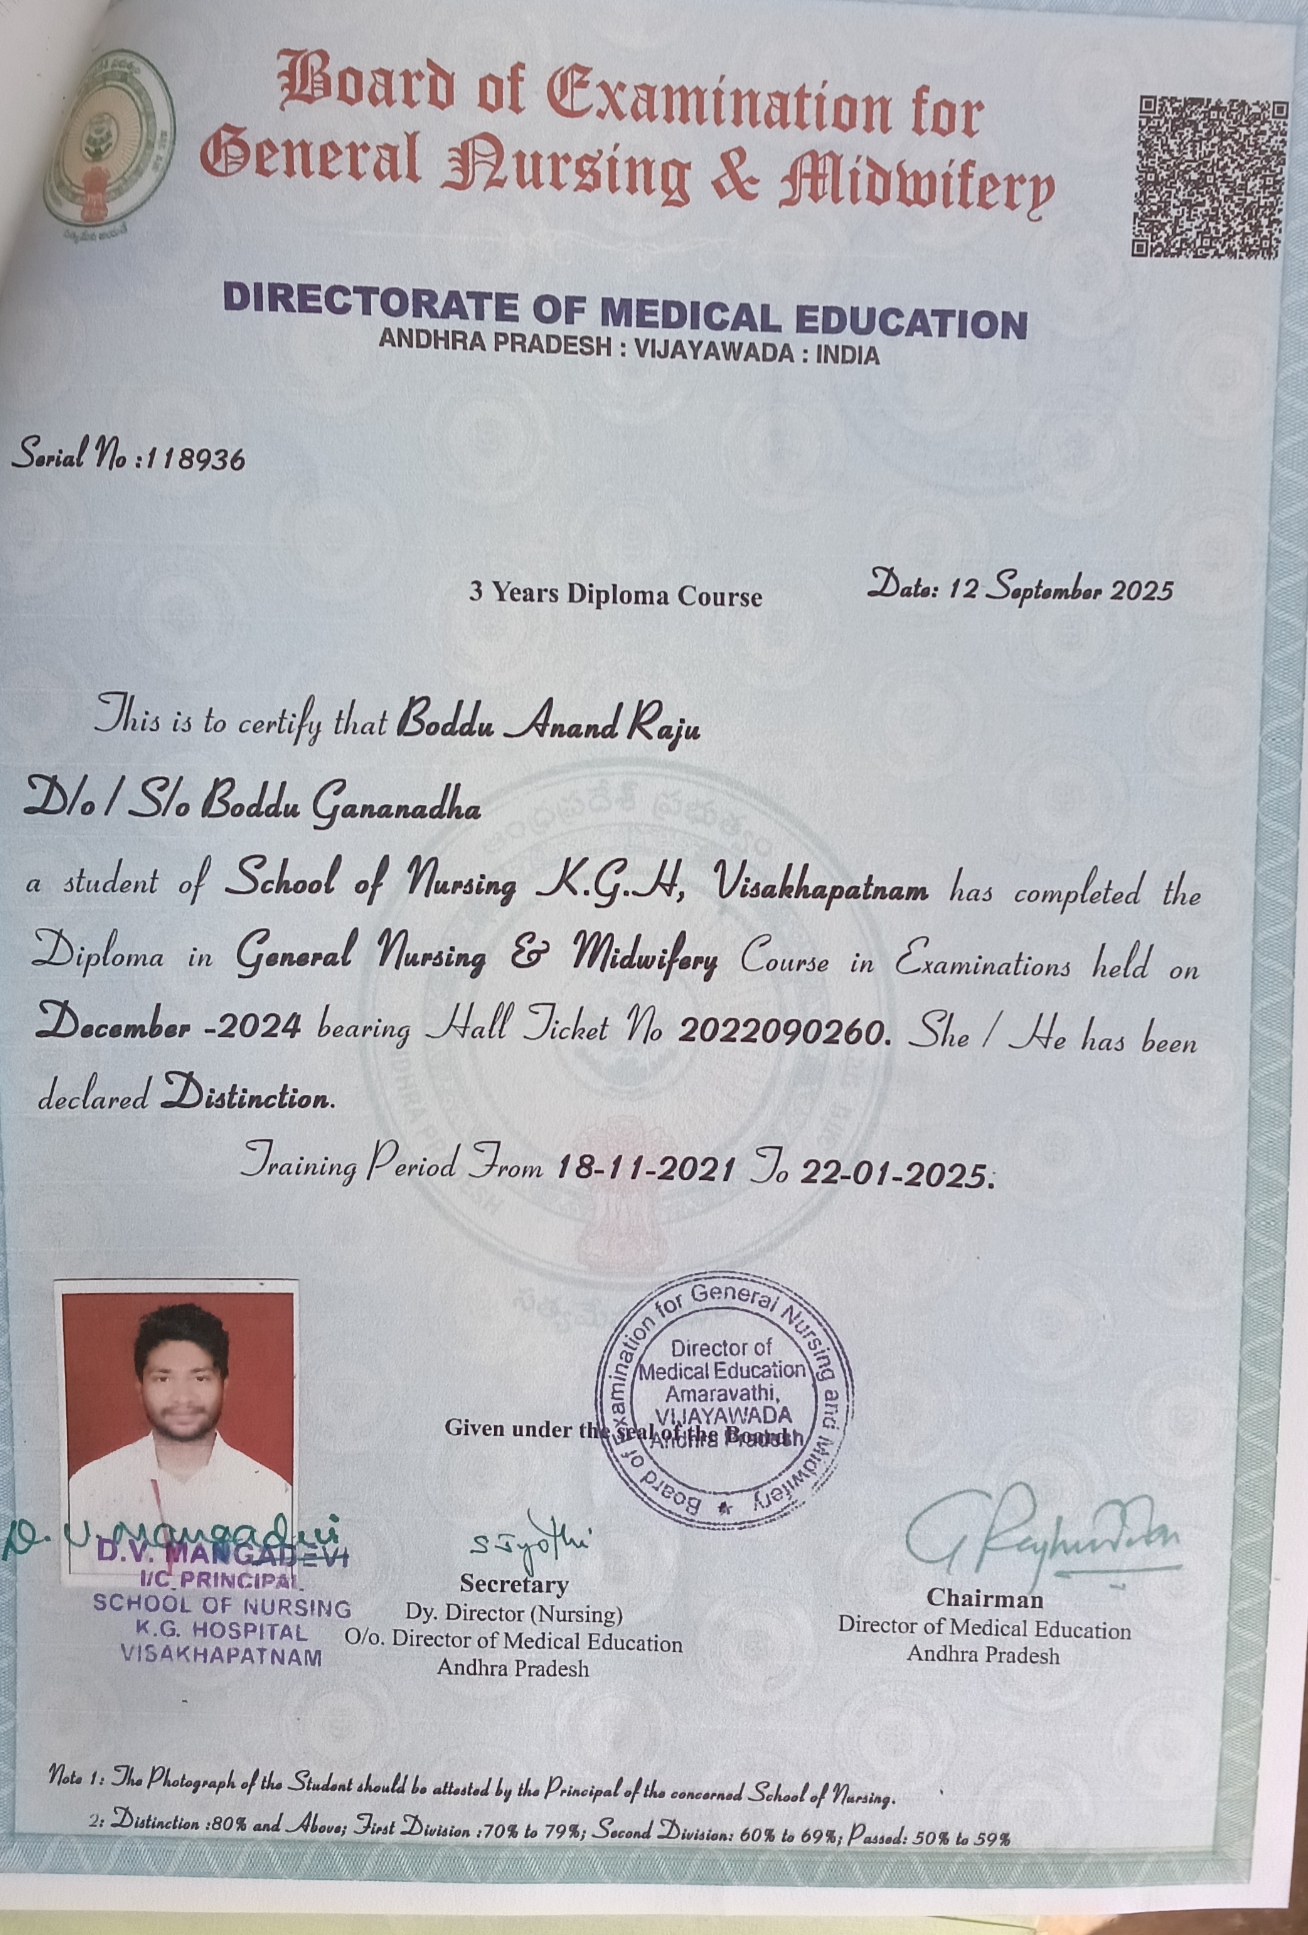 Board of Examination for
General Nursing & Midwifery
DIRECTORATE OF MEDICAL EDUCATION
ANDHRA PRADESH : VIJAYAWADA : INDIA
Serial No :118936
3 Years Diploma Course
Date: 12 September 2025
This is to certify that Boddu Anand Raju
D/o / S/o Boddu Gananadha
a student of School of Nursing K.G.H, Visakhapatnam has completed the
Diploma in General Nursing & Midwifery Course in Examinations held on
December -2024 bearing Hall Ticket No 2022090260. She / He has been
declared Distinction.
Training Period From 18-11-2021 To 22-01-2025.
Board of Examination for General Nursing and Midwifery
Director of
Medical Education
Amaravathi,
VIJAYAWADA
Andhra Pradesh
Given under the seal of the Board
D. V. Mangadevi
D.V. MANGADEVI
I/C PRINCIPAL
SCHOOL OF NURSING
K.G. HOSPITAL
VISAKHAPATNAM
S Jyothi
Secretary
Dy. Director (Nursing)
O/o. Director of Medical Education
Andhra Pradesh
Chairman
Director of Medical Education
Andhra Pradesh
Note 1: The Photograph of the Student should be attested by the Principal of the concerned School of Nursing.
2: Distinction :80% and Above; First Division :70% to 79%; Second Division: 60% to 69%; Passed: 50% to 59%